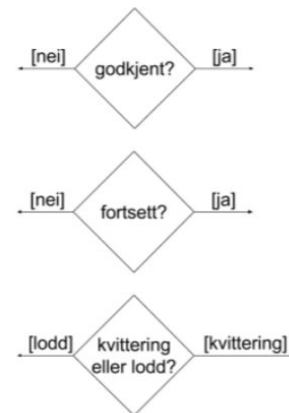 [nei] [ja]
godkjent?
[nei] [ja]
fortsett?
[lodd] kvittering [kvittering]
eller lodd?